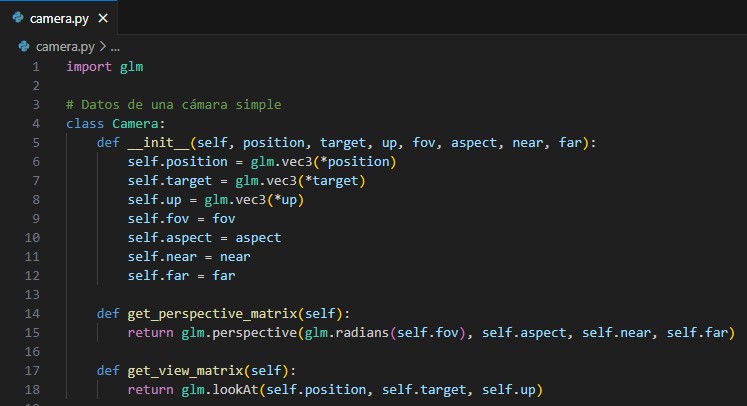 camera.py ×
camera.py > ...
1 import glm
2
3 # Datos de una cámara simple
4 class Camera:
5     def __init__(self, position, target, up, fov, aspect, near, far):
6         self.position = glm.vec3(*position)
7         self.target = glm.vec3(*target)
8         self.up = glm.vec3(*up)
9         self.fov = fov
10         self.aspect = aspect
11         self.near = near
12         self.far = far
13
14     def get_perspective_matrix(self):
15         return glm.perspective(glm.radians(self.fov), self.aspect, self.near, self.far)
16
17     def get_view_matrix(self):
18         return glm.lookAt(self.position, self.target, self.up)